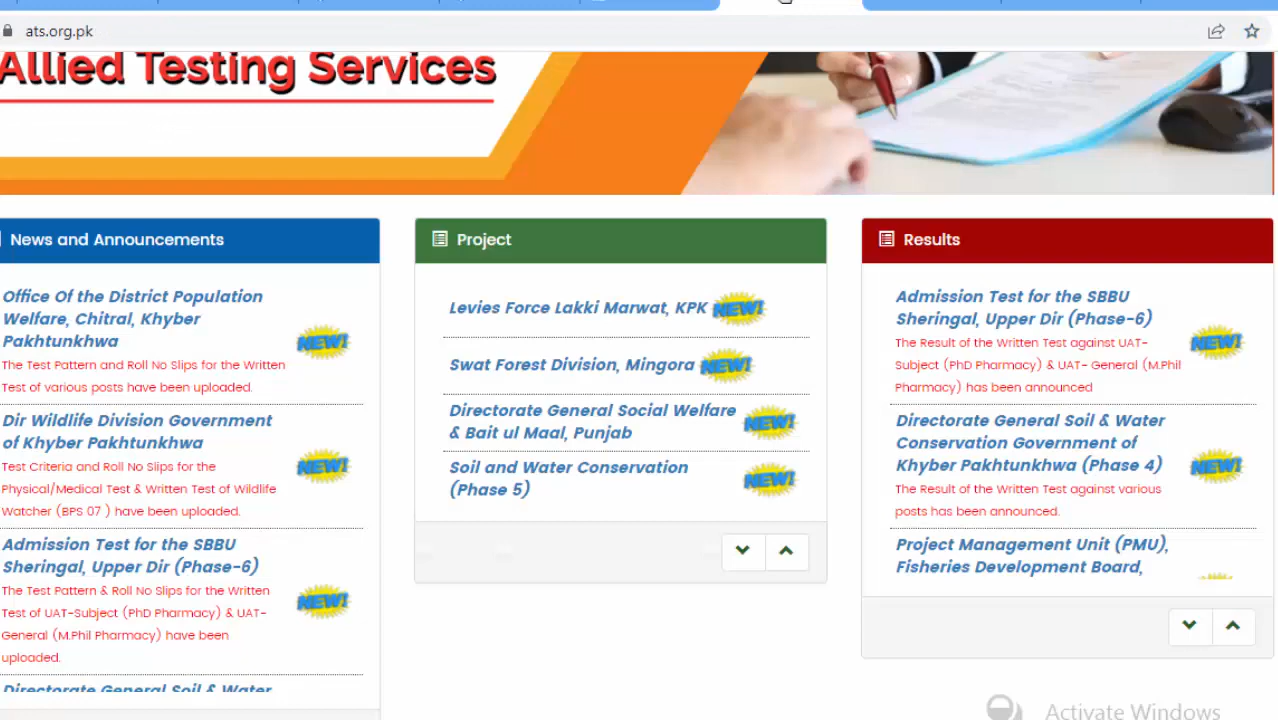 ats.org.pk
Allied Testing Services
News and Announcements
Office Of the District Population
Welfare, Chitral, Khyber
Pakhtunkhwa
NEW!
The Test Pattern and Roll No Slips for the Written
Test of various posts have been uploaded.
Dir Wildlife Division Government
of Khyber Pakhtunkhwa
NEW!
Test Criteria and Roll No Slips for the
Physical/Medical Test & Written Test of Wildlife
Watcher (BPS 07 ) have been uploaded.
Admission Test for the SBBU
Sheringal, Upper Dir (Phase-6)
NEW!
The Test Pattern & Roll No Slips for the Written
Test of UAT-Subject (PhD Pharmacy) & UAT-
General (M.Phil Pharmacy) have been
uploaded.
Directorate General Soil & Water
Project
Levies Force Lakki Marwat, KPK NEW!
Swat Forest Division, Mingora NEW!
Directorate General Social Welfare
& Bait ul Maal, Punjab
NEW!
Soil and Water Conservation
(Phase 5)
NEW!
Results
Admission Test for the SBBU
Sheringal, Upper Dir (Phase-6)
NEW!
The Result of the Written Test against UAT-
Subject (PhD Pharmacy) & UAT- General (M.Phil
Pharmacy) has been announced
Directorate General Soil & Water
Conservation Government of
Khyber Pakhtunkhwa (Phase 4)
NEW!
The Result of the Written Test against various
posts has been announced.
Project Management Unit (PMU),
Fisheries Development Board,
Activate Windows